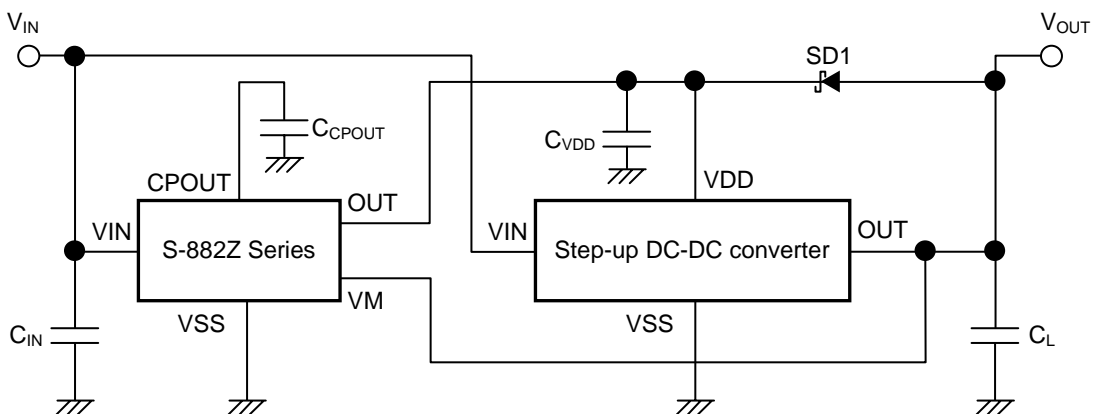 VIN
VOUT
SD1
CCPOUT
CVDD
CPOUT
OUT
VDD
VIN
S-882Z Series
VIN
Step-up DC-DC converter
OUT
VM
VSS
VSS
CIN
CL